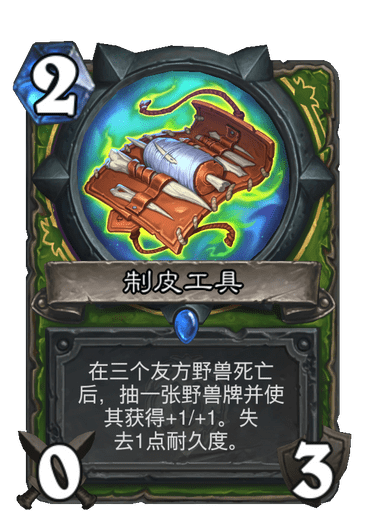 2
制皮工具
在三个友方野兽死亡
后，抽一张野兽牌并使
其获得+1/+1。失
去1点耐久度。
0
3